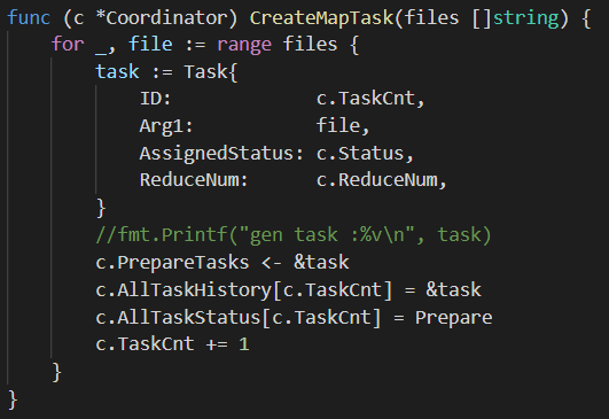 func (c *Coordinator) CreateMapTask(files []string) {
    for _, file := range files {
        task := Task{
            ID:             c.TaskCnt,
            Arg1:           file,
            AssignedStatus: c.Status,
            ReduceNum:      c.ReduceNum,
        }
        //fmt.Printf("gen task :%v\n", task)
        c.PrepareTasks <- &task
        c.AllTaskHistory[c.TaskCnt] = &task
        c.AllTaskStatus[c.TaskCnt] = Prepare
        c.TaskCnt += 1
    }
}